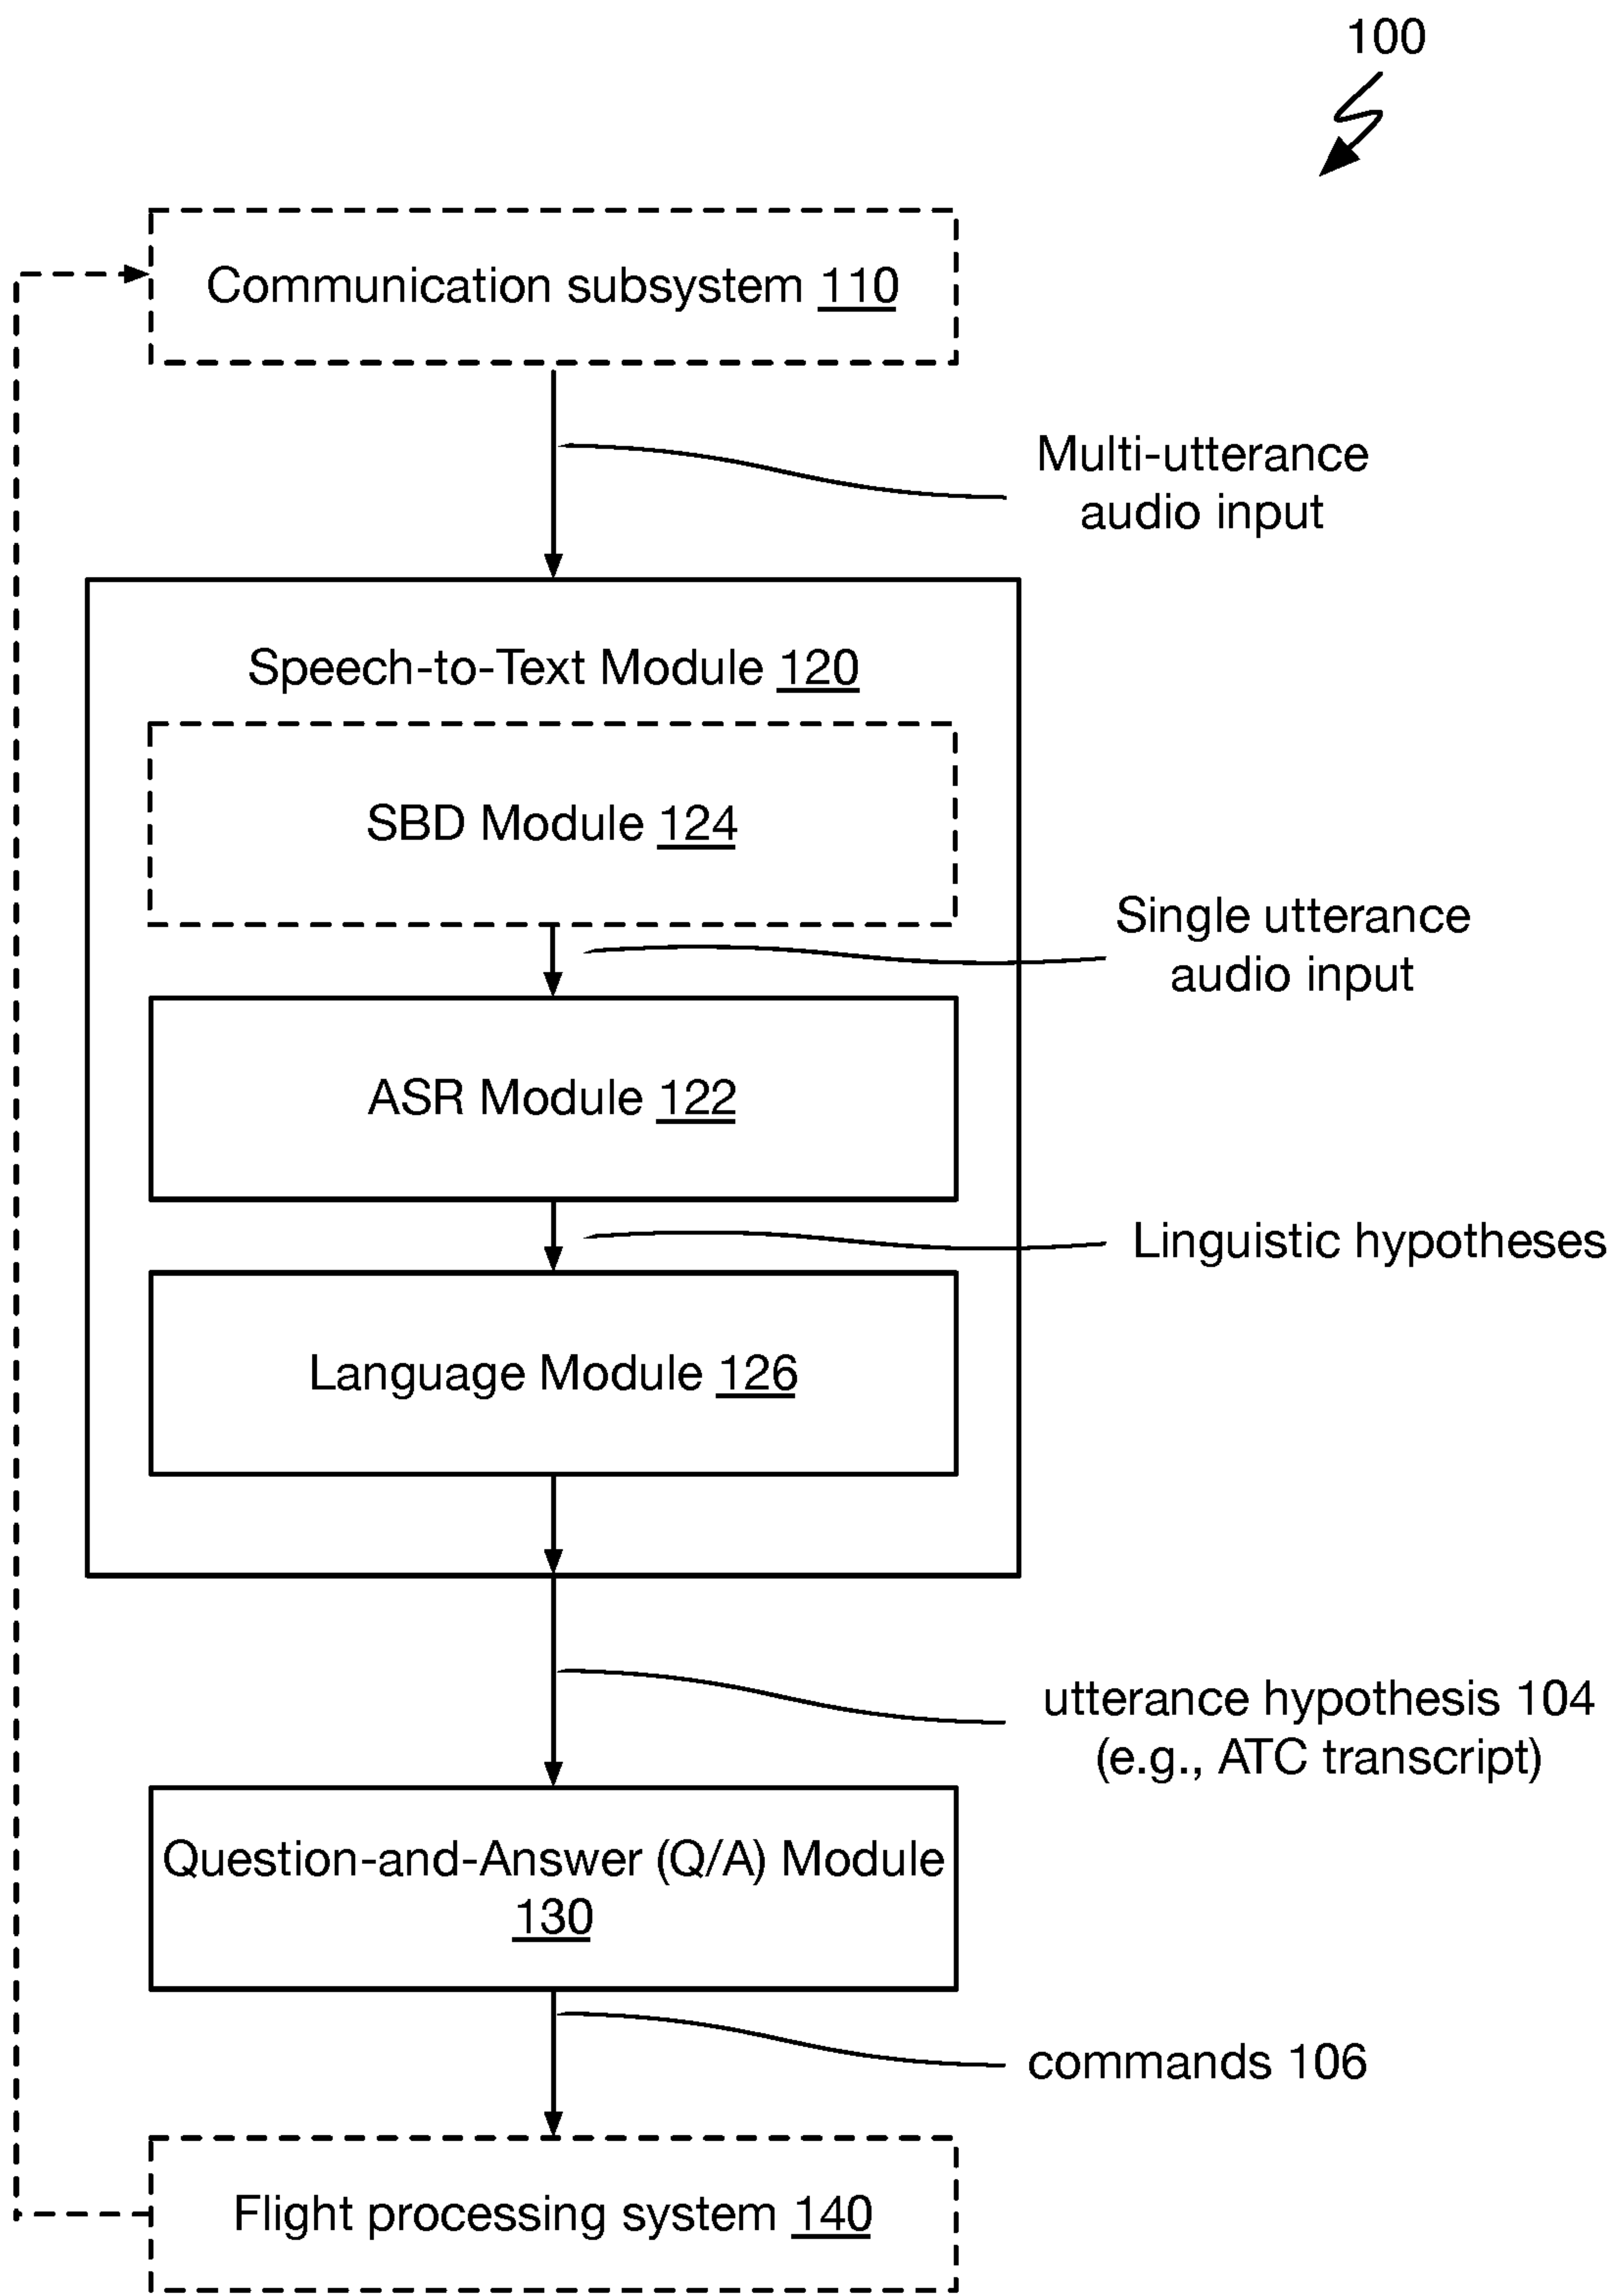 100
Communication subsystem 110
Multi-utterance
audio input
Speech-to-Text Module 120
SBD Module 124
Single utterance
audio input
ASR Module 122
Linguistic hypotheses
Language Module 126
utterance hypothesis 104
(e.g., ATC transcript)
Question-and-Answer (Q/A) Module
130
commands 106
Flight processing system 140